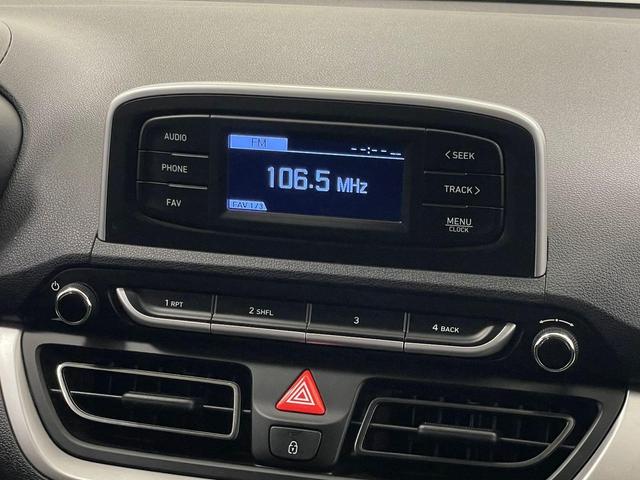 AUDIO
PHONE
FAV
FM
--:-- --
106.5 MHz
FAV 1/3
< SEEK
TRACK >
MENU
CLOCK
1 RPT
2 SHFL
3
4 BACK